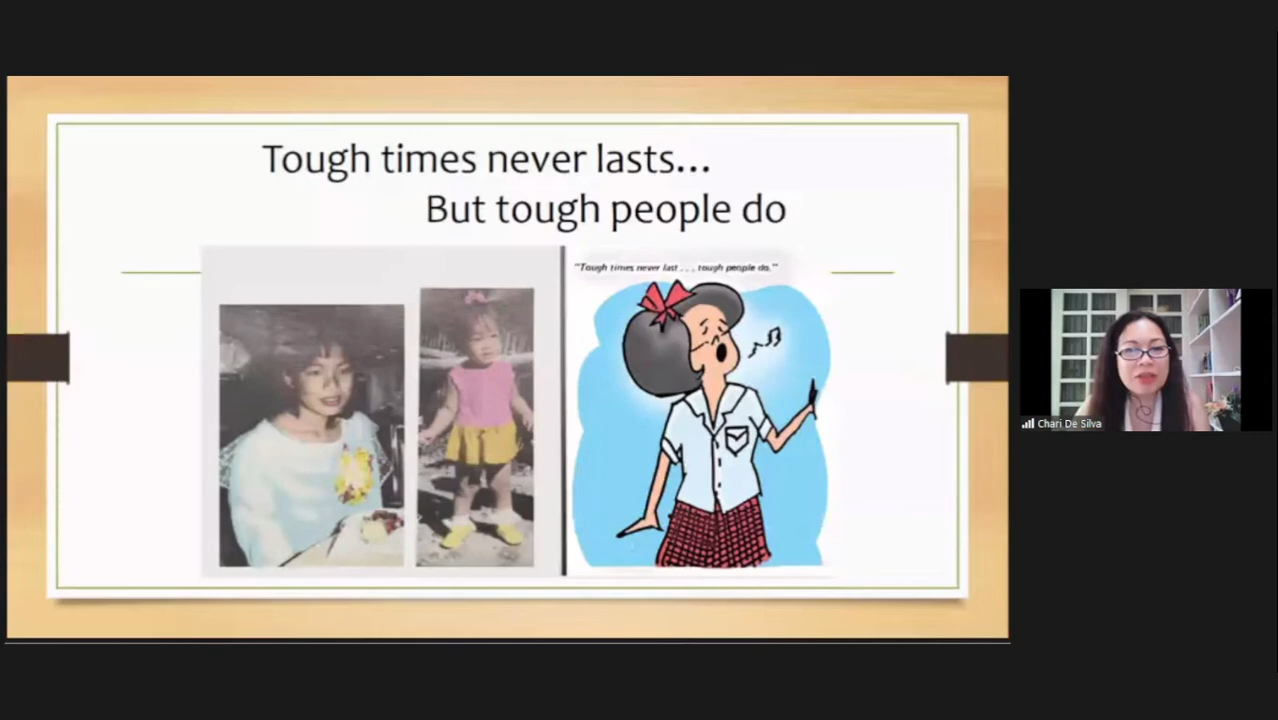 Tough times never lasts...
But tough people do
"Tough times never last . . . tough people do."
Chari De Silva